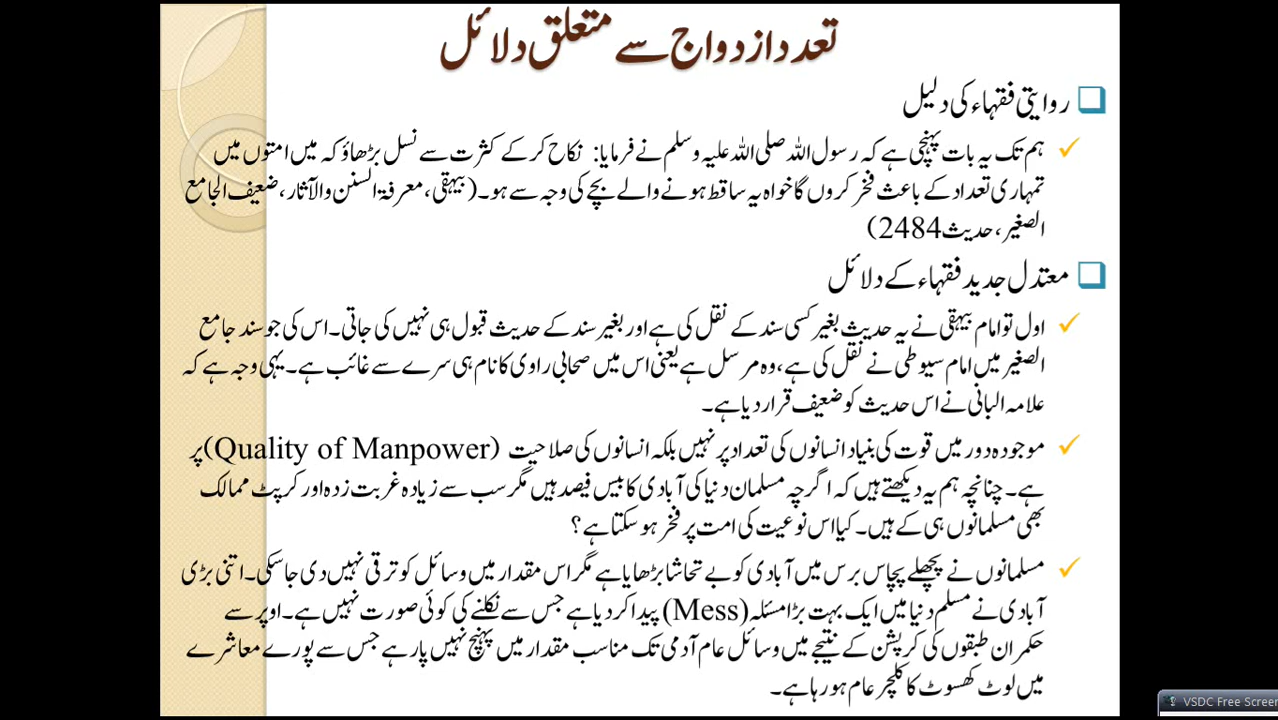 تعدد ازدواج سے متعلق دلائل
روایتی فقہاء کی دلیل
ہم تک یہ بات پہنچی ہے کہ رسول اللہ صلی اللہ علیہ وسلم نے فرمایا: نکاح کر کے کثرت سے نسل بڑھاؤ کہ میں امتوں میں
تمہاری تعداد کے باعث فخر کروں گا خواہ یہ ساقط ہونے والے بچے کی وجہ سے ہو۔ (بیہقی، معرفۃ السنن والآثار، ضعیف الجامع
الصغیر، حدیث 2484)
معتدل جدید فقہاء کے دلائل
اول تو امام بیہقی نے یہ حدیث بغیر کسی سند کے نقل کی ہے اور بغیر سند کے حدیث قبول ہی نہیں کی جاتی۔ اس کی جو سند جامع
الصغیر میں امام سیوطی نے نقل کی ہے، وہ مرسل ہے یعنی اس میں صحابی راوی کا نام ہی سرے سے غائب ہے۔ یہی وجہ ہے کہ
علامہ البانی نے اس حدیث کو ضعیف قرار دیا ہے۔
موجودہ دور میں قوت کی بنیاد انسانوں کی تعداد پر نہیں بلکہ انسانوں کی صلاحیت (Quality of Manpower) پر
ہے۔ چنانچہ ہم یہ دیکھتے ہیں کہ اگرچہ مسلمان دنیا کی آبادی کا بیس فیصد ہیں مگر سب سے زیادہ غربت زدہ اور کرپٹ ممالک
بھی مسلمانوں ہی کے ہیں۔ کیا اس نوعیت کی امت پر فخر ہو سکتا ہے؟
مسلمانوں نے پچھلے پچاس برس میں آبادی کو بے تحاشا بڑھایا ہے مگر اس مقدار میں وسائل کو ترقی نہیں دی جا سکی۔ اتنی بڑی
آبادی نے مسلم دنیا میں ایک بہت بڑا مسئلہ (Mess) پیدا کر دیا ہے جس سے نکلنے کی کوئی صورت نہیں ہے۔ اوپر سے
حکمران طبقوں کی کرپشن کے نتیجے میں وسائل عام آدمی تک مناسب مقدار میں پہنچ نہیں پا رہے جس سے پورے معاشرے
میں لوٹ کھسوٹ کا کلچر عام ہو رہا ہے۔
VSDC Free Screen